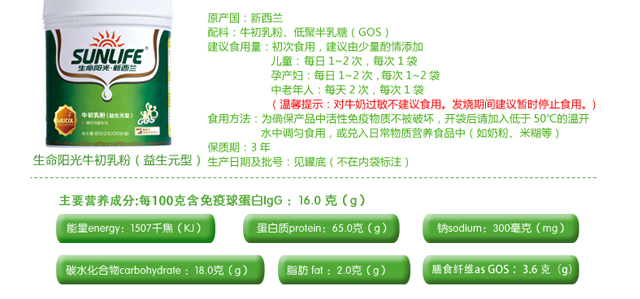 SUNLIFE
生命阳光·新西兰
牛初乳粉（益生元型）
生命阳光牛初乳粉（益生元型）
原产国：新西兰
配料：牛初乳粉、低聚半乳糖（GOS）
建议食用量：初次食用，建议由少量酌情添加
儿童：每日1~2次，每次1袋
孕产妇：每日1~2次，每次1~2袋
中老年人：每天2次，每次1袋
（温馨提示：对牛奶过敏不建议食用。发烧期间建议暂时停止食用。）
食用方法：为确保产品中活性免疫物质不被破坏，开袋后请加入低于50℃的温开
水中调匀食用，或兑入日常物质营养食品中（如奶粉、米糊等）
保质期：3年
生产日期及批号：见罐底（不在内袋标注）
主要营养成分:每100克含免疫球蛋白IgG：16.0克（g）
能量energy：1507千焦（KJ）
蛋白质protein：65.0克（g）
钠sodium：300毫克（mg）
碳水化合物carbohydrate：18.0克（g）
脂肪 fat：2.0克（g）
膳食纤维as GOS：3.6 克（g）